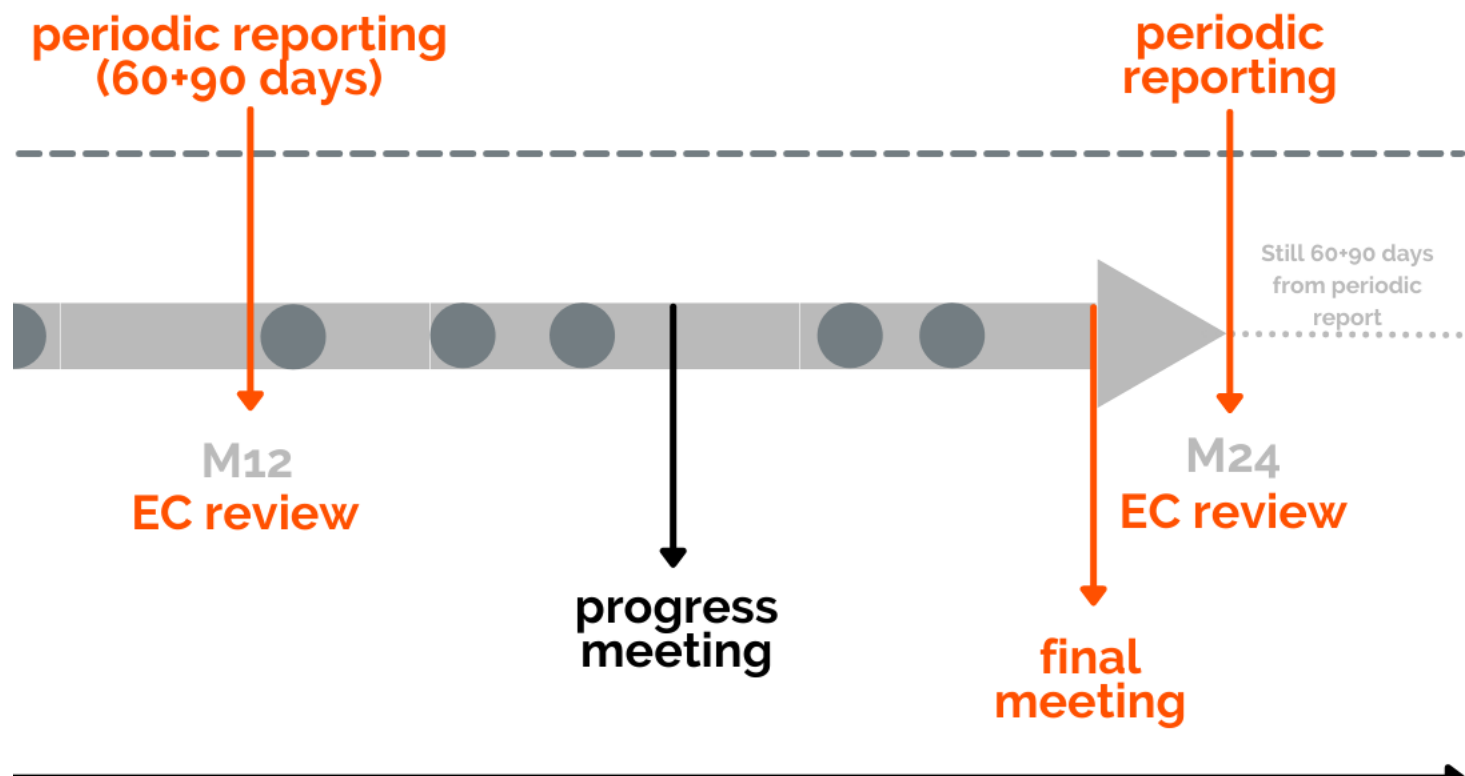 periodic reporting
(60+90 days)
periodic
reporting
Still 60+90 days
from periodic
report
M12
EC review
M24
EC review
progress
meeting
final
meeting